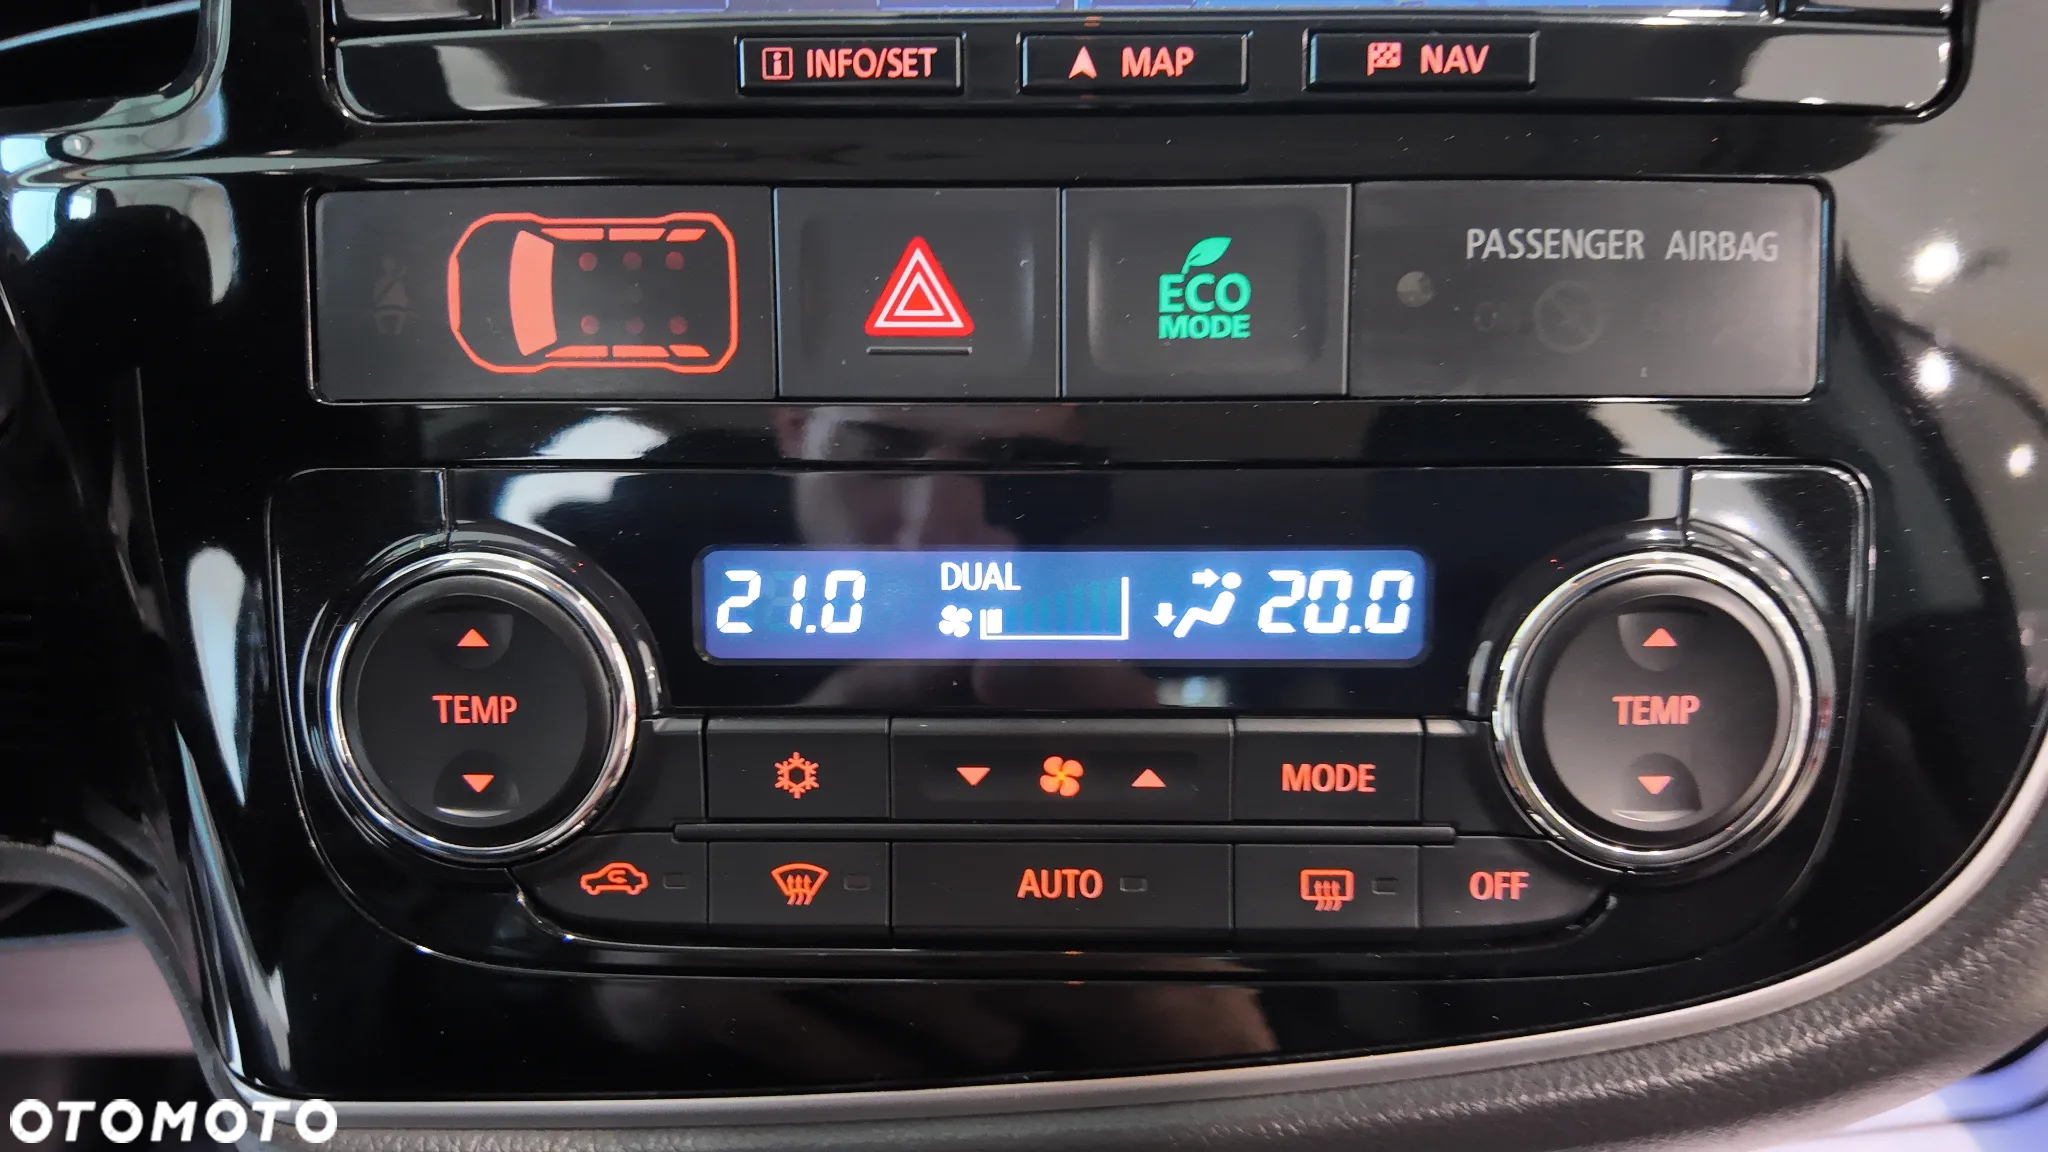 INFO/SET MAP NAV
PASSENGER AIRBAG
ECO
MODE
DUAL
21.0 20.0
TEMP TEMP
MODE
AUTO OFF
OTOMOTO